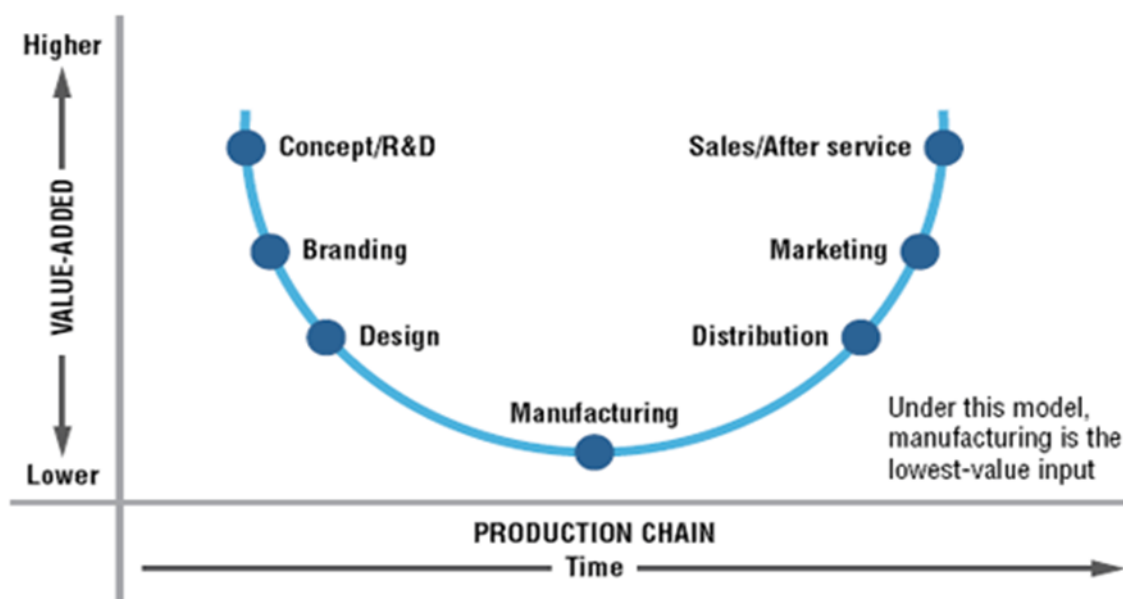 Higher
VALUE-ADDED
Lower
Concept/R&D
Branding
Design
Manufacturing
Sales/After service
Marketing
Distribution
Under this model,
manufacturing is the
lowest-value input
PRODUCTION CHAIN
Time